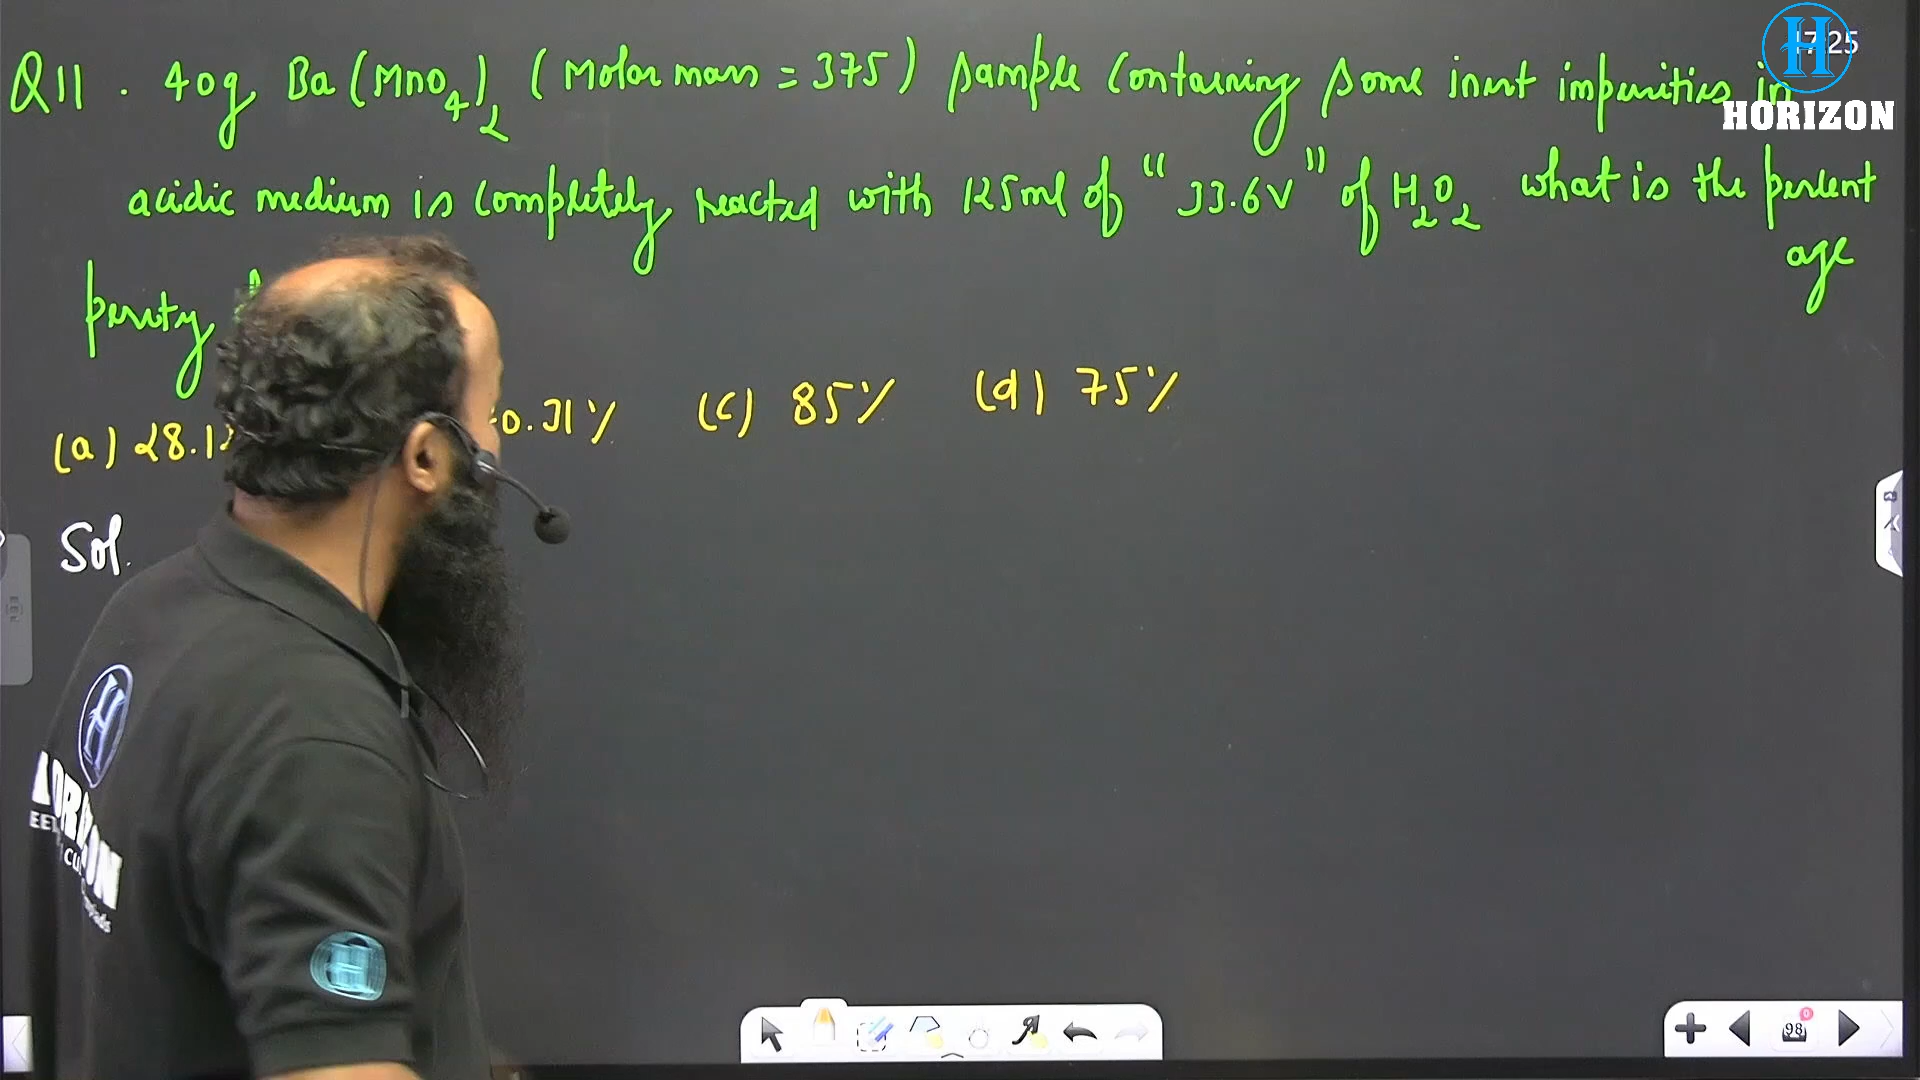 Q11. 40g Ba(MnO4)2 (Molar mass = 375) sample containing some inert impurities in
acidic medium is completely reacted with 125ml of "33.6V" of H2O2 what is the percent
age
purity
(a) 28.12 0.31% (c) 85% (d) 75%
Sol.
HORIZON
98